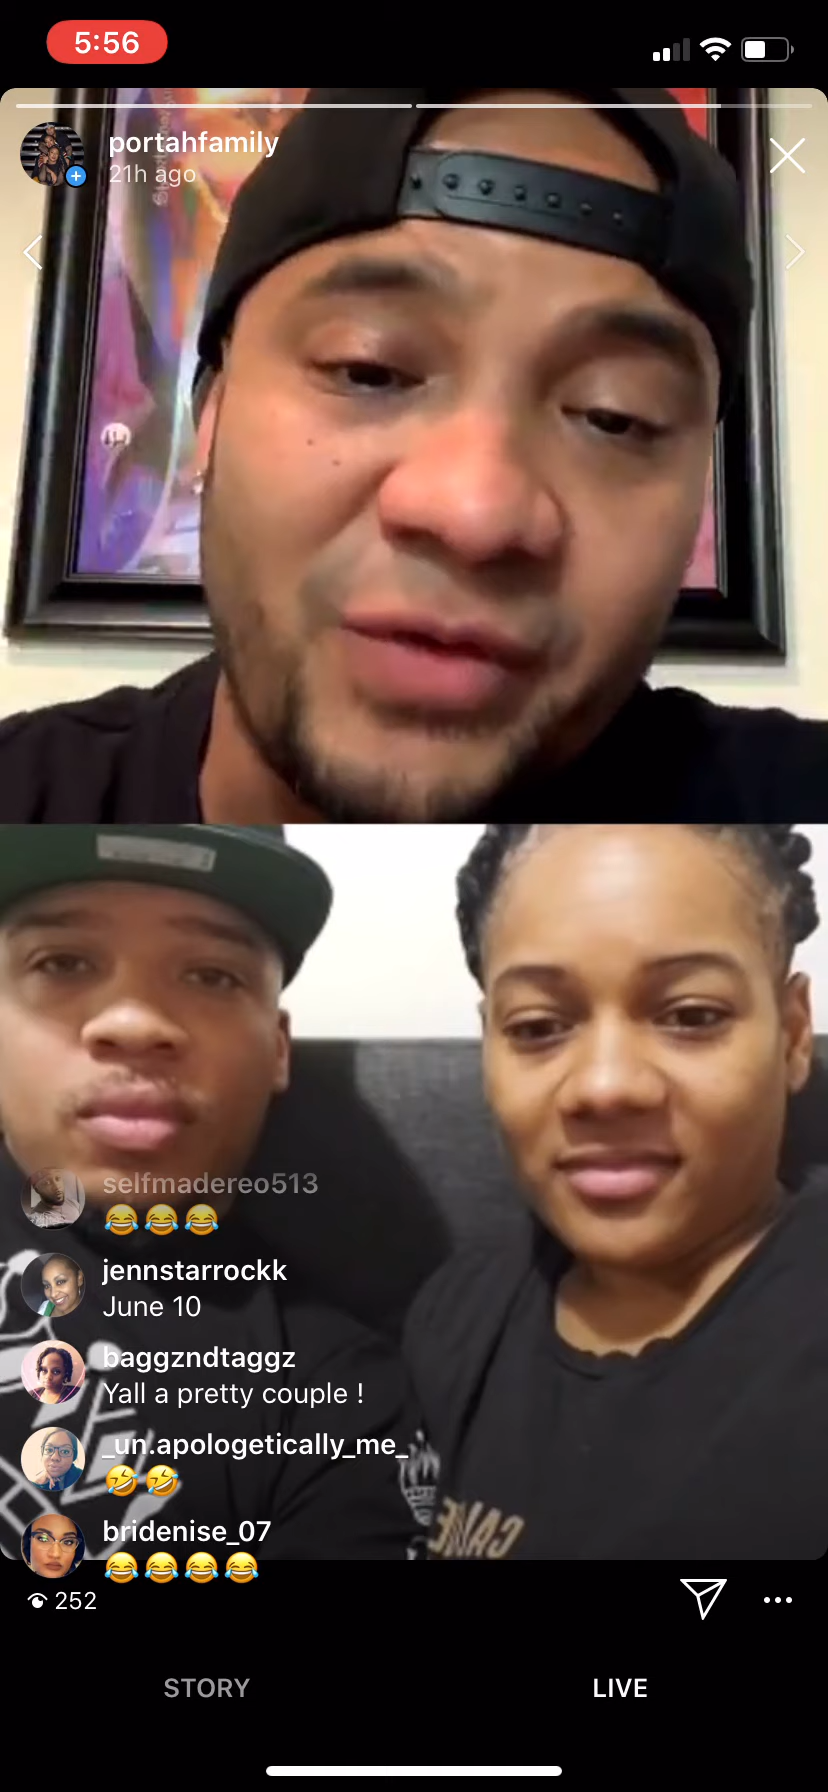 5:56
portahfamily
21h ago
selfmadereo513
😂😂😂
jennstarrockk
June 10
baggzndtaggz
Yall a pretty couple !
_un.apologetically_me_
🤣🤣
bridenise_07
😂😂😂😂
252
STORY
LIVE